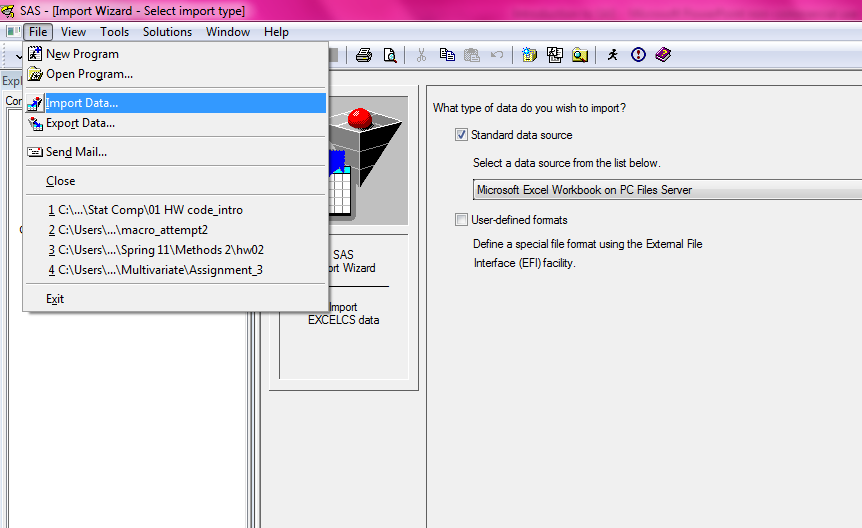 SAS - [Import Wizard - Select import type]
File View Tools Solutions Window Help
New Program
Open Program...
Import Data...
Export Data...
Send Mail...
Close
1 C:\...\Stat Comp\01 HW code_intro
2 C:\Users\...\macro_attempt2
3 C:\Users\...\Spring 11\Methods 2\hw02
4 C:\Users\...\Multivariate\Assignment_3
Exit
Expl
Con
SAS
ort Wizard
Import
EXCELCS data
What type of data do you wish to import?
Standard data source
Select a data source from the list below.
Microsoft Excel Workbook on PC Files Server
User-defined formats
Define a special file format using the External File
Interface (EFI) facility.